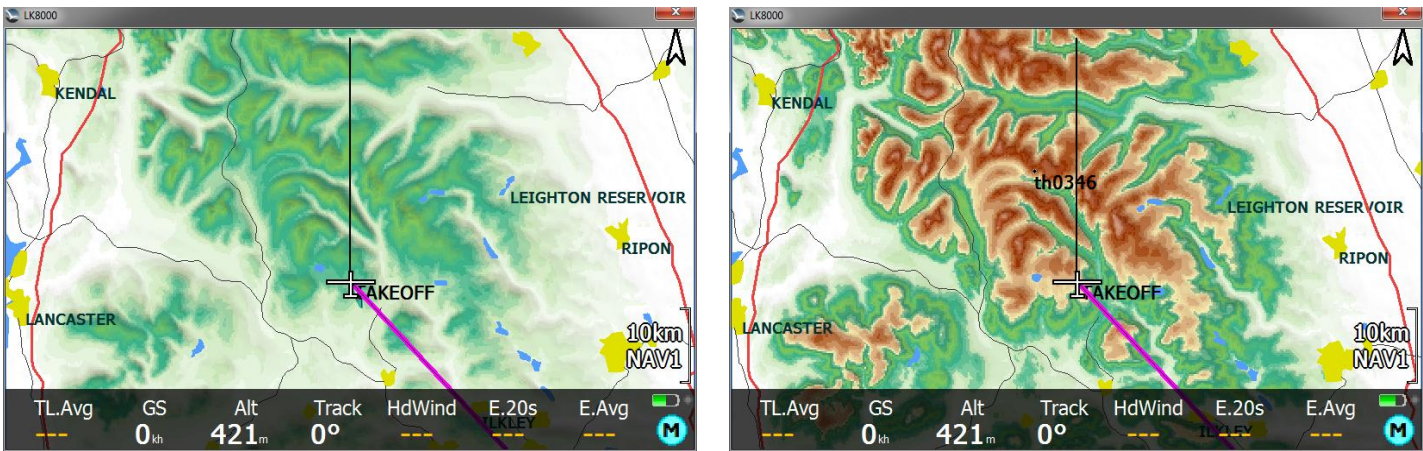 LK8000
KENDAL
LEIGHTON RESERVOIR
RIPON
TAKEOFF
LANCASTER
10km
NAV1
TL.Avg GS Alt Track HdWind E.20s E.Avg
ILKLEY
--- 0kh 421m 0° --- --- ---
M
LK8000
KENDAL
th0346
LEIGHTON RESERVOIR
RIPON
TAKEOFF
LANCASTER
10km
NAV1
TL.Avg GS Alt Track HdWind E.20s E.Avg
ILKLEY
--- 0kh 421m 0° --- --- ---
M